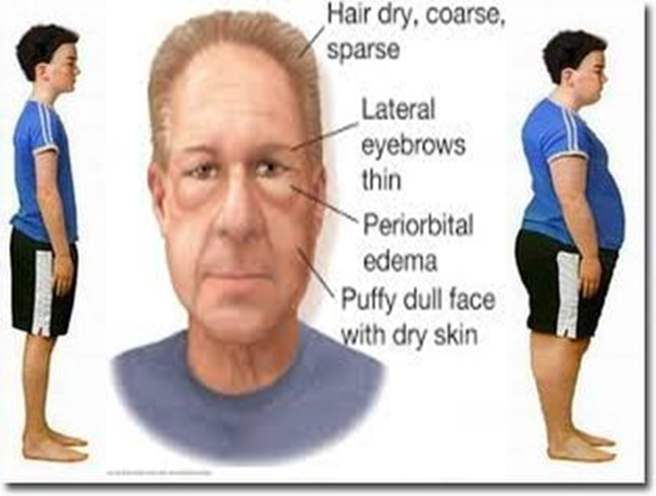 Hair dry, coarse,
sparse
Lateral
eyebrows
thin
Periorbital
edema
Puffy dull face
with dry skin